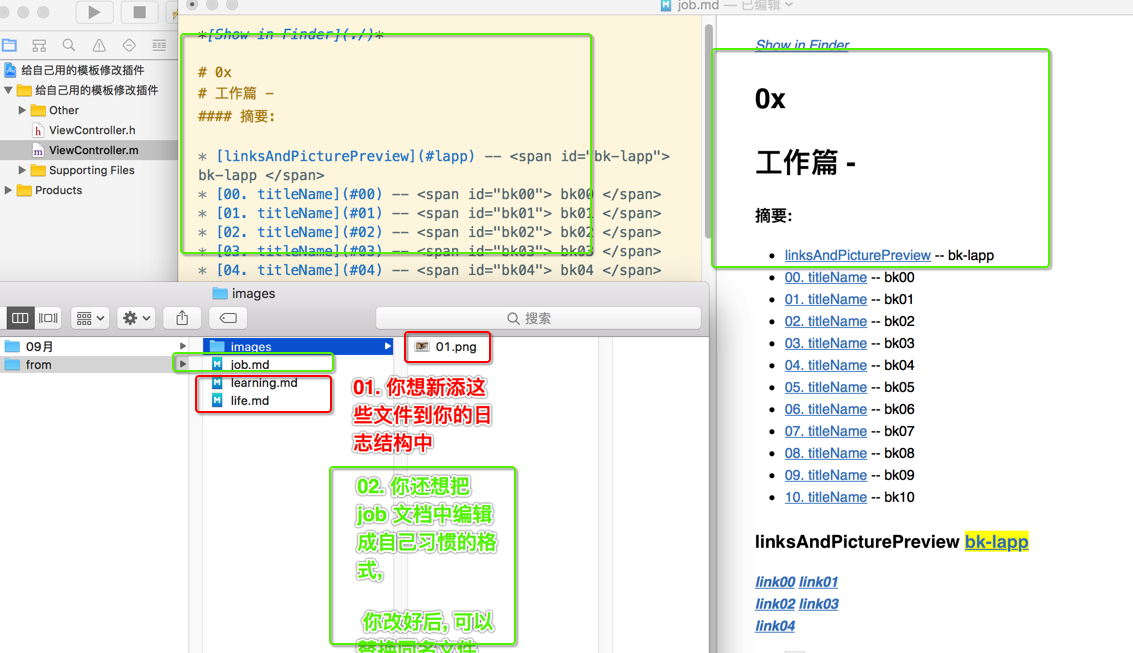 job.md — 已编辑
给自己用的模板修改插件
给自己用的模板修改插件
Other
ViewController.h
ViewController.m
Supporting Files
Products
*[Show in Finder](./)*
# 0x
# 工作篇 -
#### 摘要:
* [linksAndPicturePreview](#lapp) -- <span id="bk-lapp">
bk-lapp </span>
* [00. titleName](#00) -- <span id="bk00"> bk00 </span>
* [01. titleName](#01) -- <span id="bk01"> bk01 </span>
* [02. titleName](#02) -- <span id="bk02"> bk02 </span>
* [03. titleName](#03) -- <span id="bk03"> bk03 </span>
* [04. titleName](#04) -- <span id="bk04"> bk04 </span>
Show in Finder
0x
工作篇 -
摘要:
linksAndPicturePreview -- bk-lapp
00. titleName -- bk00
01. titleName -- bk01
02. titleName -- bk02
03. titleName -- bk03
04. titleName -- bk04
05. titleName -- bk05
06. titleName -- bk06
07. titleName -- bk07
08. titleName -- bk08
09. titleName -- bk09
10. titleName -- bk10
linksAndPicturePreview bk-lapp
link00 link01
link02 link03
link04
images
搜索
09月
from
images
job.md
learning.md
life.md
01.png
01. 你想新添这
些文件到你的日
志结构中
02. 你还想把
job 文档中编辑
成自己习惯的格
式,
你改好后, 可以
替换同名文件